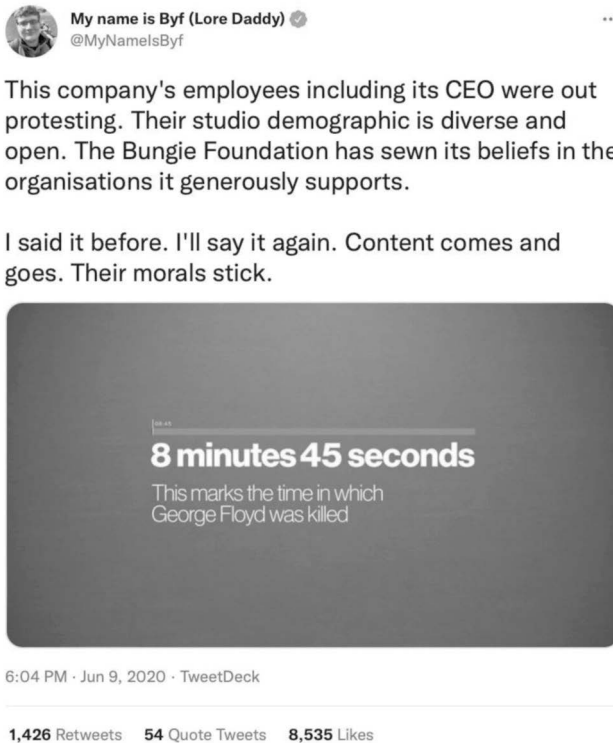 My name is Byf (Lore Daddy)
@MyNameIsByf
This company's employees including its CEO were out
protesting. Their studio demographic is diverse and
open. The Bungie Foundation has sewn its beliefs in the
organisations it generously supports.
I said it before. I'll say it again. Content comes and
goes. Their morals stick.
8 minutes 45 seconds
This marks the time in which
George Floyd was killed
6:04 PM · Jun 9, 2020 · TweetDeck
1,426 Retweets 54 Quote Tweets 8,535 Likes